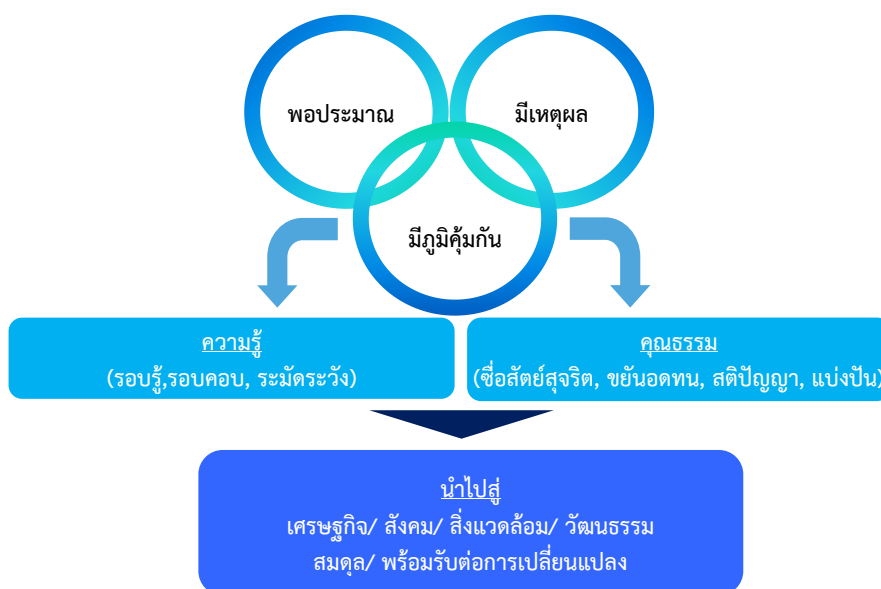 พอประมาณ
มีเหตุผล
มีภูมิคุ้มกัน
ความรู้
(รอบรู้,รอบคอบ, ระมัดระวัง)
คุณธรรม
(ซื่อสัตย์สุจริต, ขยันอดทน, สติปัญญา, แบ่งปัน)
นำไปสู่
เศรษฐกิจ/ สังคม/ สิ่งแวดล้อม/ วัฒนธรรม
สมดุล/ พร้อมรับต่อการเปลี่ยนแปลง